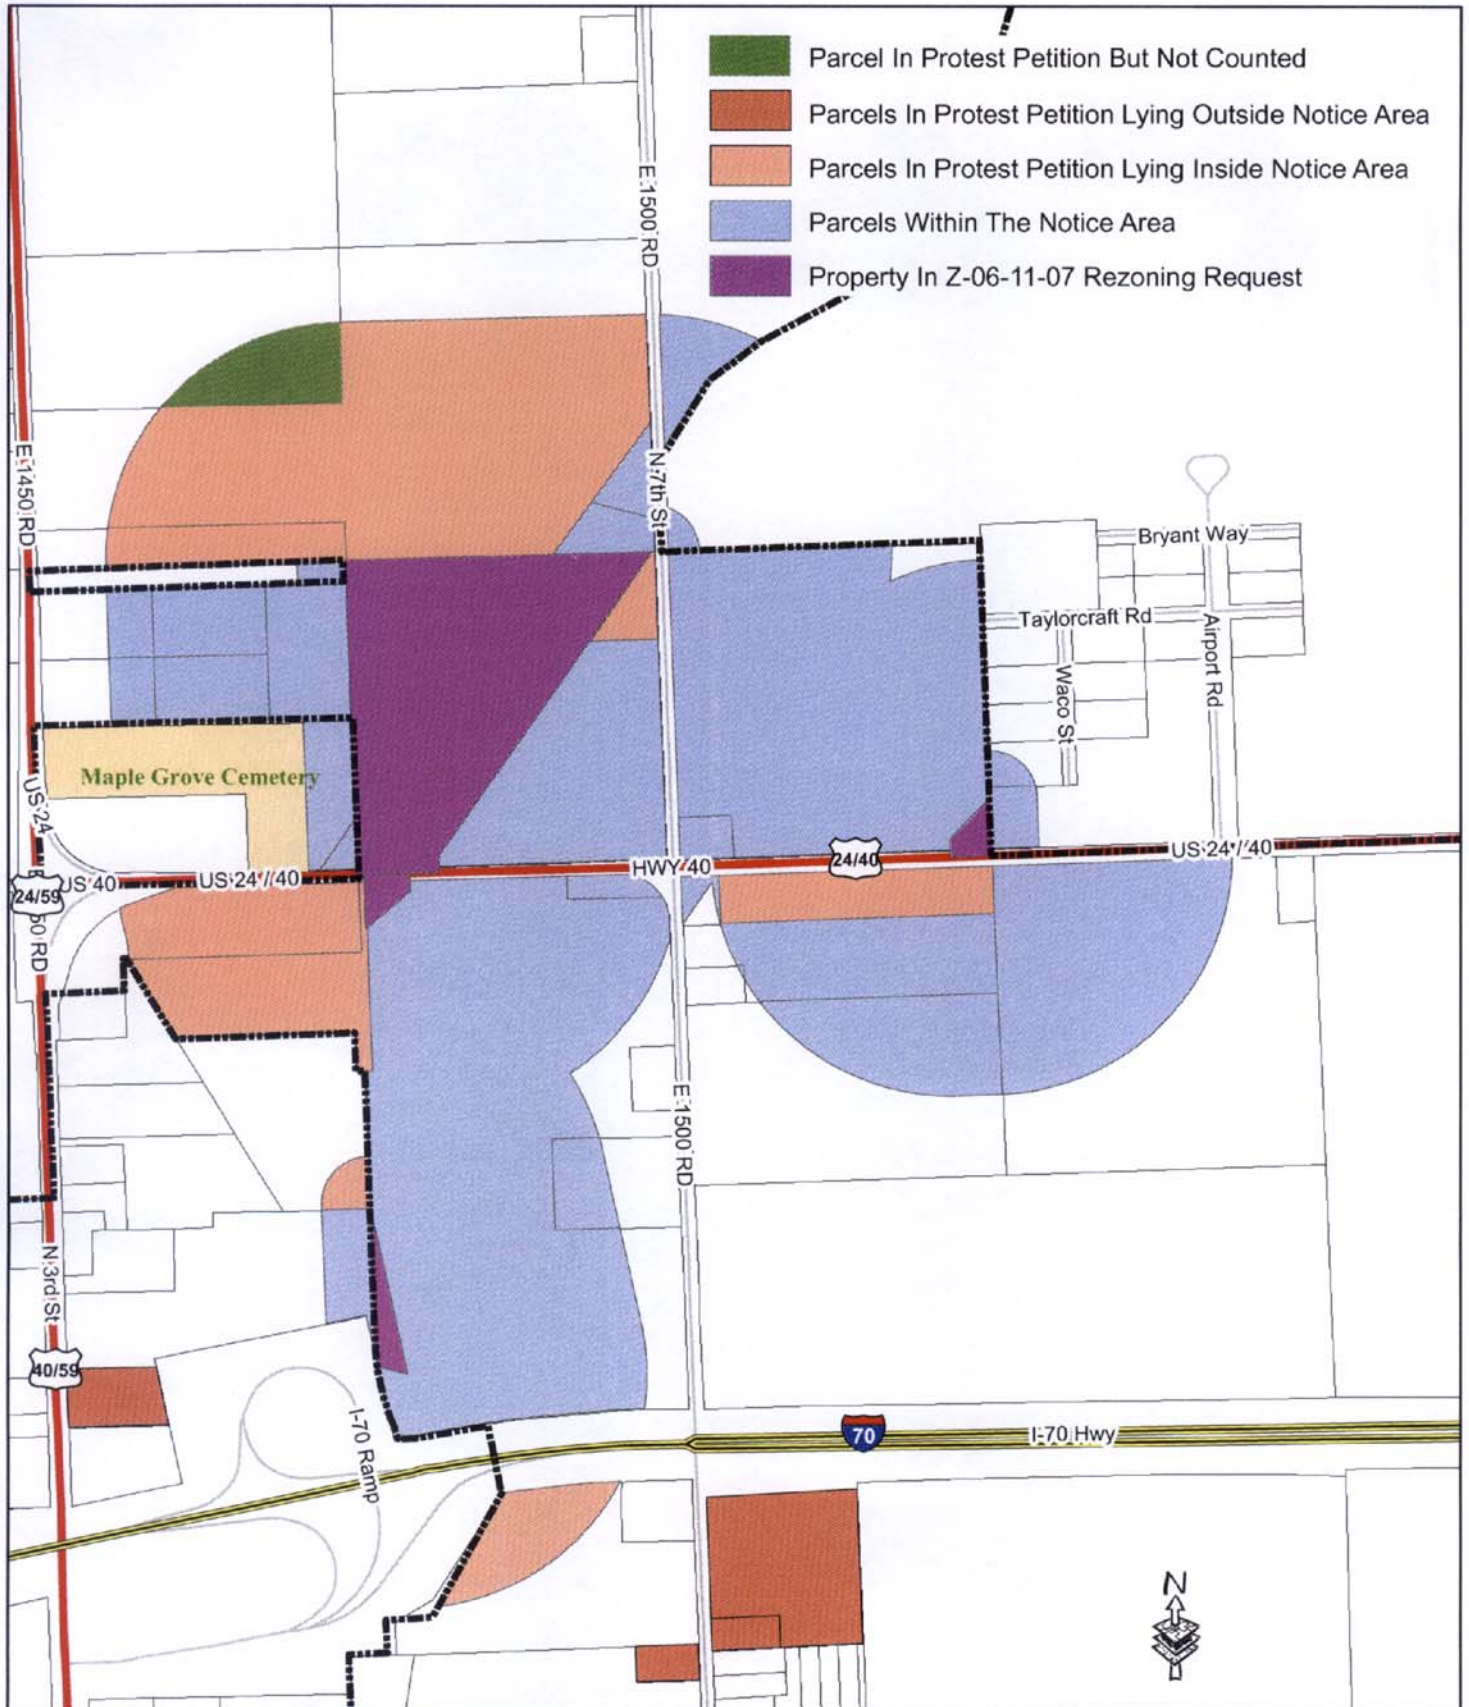 Parcel In Protest Petition But Not Counted
Parcels In Protest Petition Lying Outside Notice Area
Parcels In Protest Petition Lying Inside Notice Area
Parcels Within The Notice Area
Property In Z-06-11-07 Rezoning Request
E 1500 RD
E 1450 RD
N 7th St
Bryant Way
Taylorcraft Rd
Airport Rd
Waco St
Maple Grove Cemetery
US 24
24/40
HWY 40
US 24 / 40
US 40
US 24 / 40
24/59
50 RD
E 1500 RD
N 3rd St
40/59
I-70 Ramp
70
I-70 Hwy
N